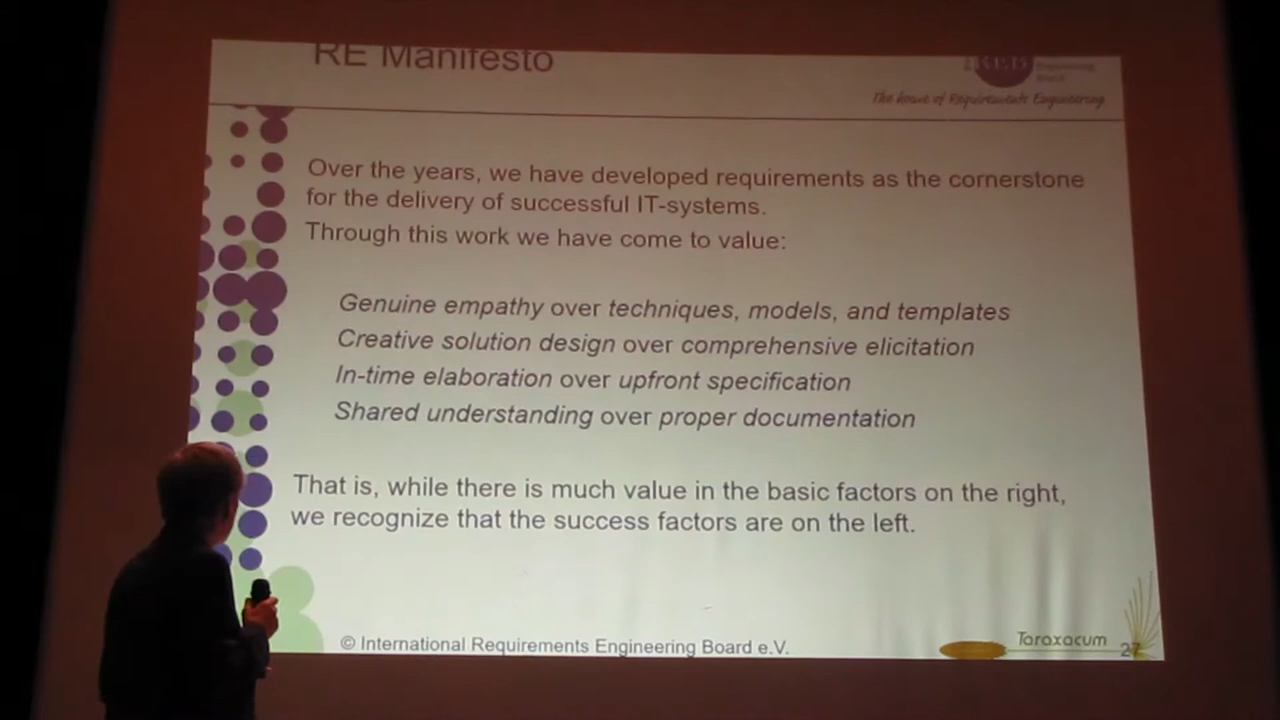 RE Manifesto
IREB
Engineering
Board
The home of Requirements Engineering
Over the years, we have developed requirements as the cornerstone
for the delivery of successful IT-systems.
Through this work we have come to value:
Genuine empathy over techniques, models, and templates
Creative solution design over comprehensive elicitation
In-time elaboration over upfront specification
Shared understanding over proper documentation
That is, while there is much value in the basic factors on the right,
we recognize that the success factors are on the left.
© International Requirements Engineering Board e.V.
Taraxacum
27